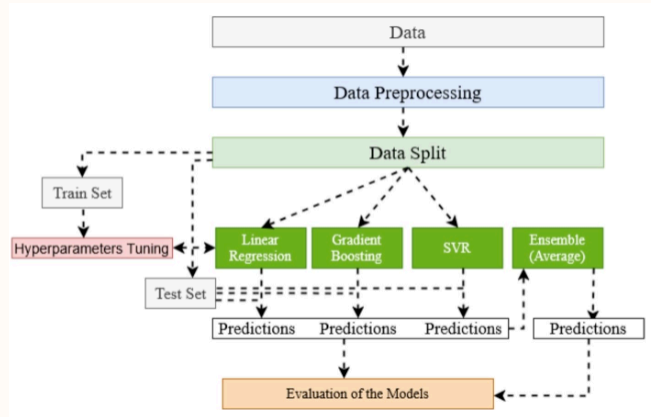 Data
Data Preprocessing
Data Split
Train Set
Hyperparameters Tuning
Linear
Regression
Gradient
Boosting
SVR
Ensemble
(Average)
Test Set
Predictions
Predictions
Predictions
Predictions
Evaluation of the Models